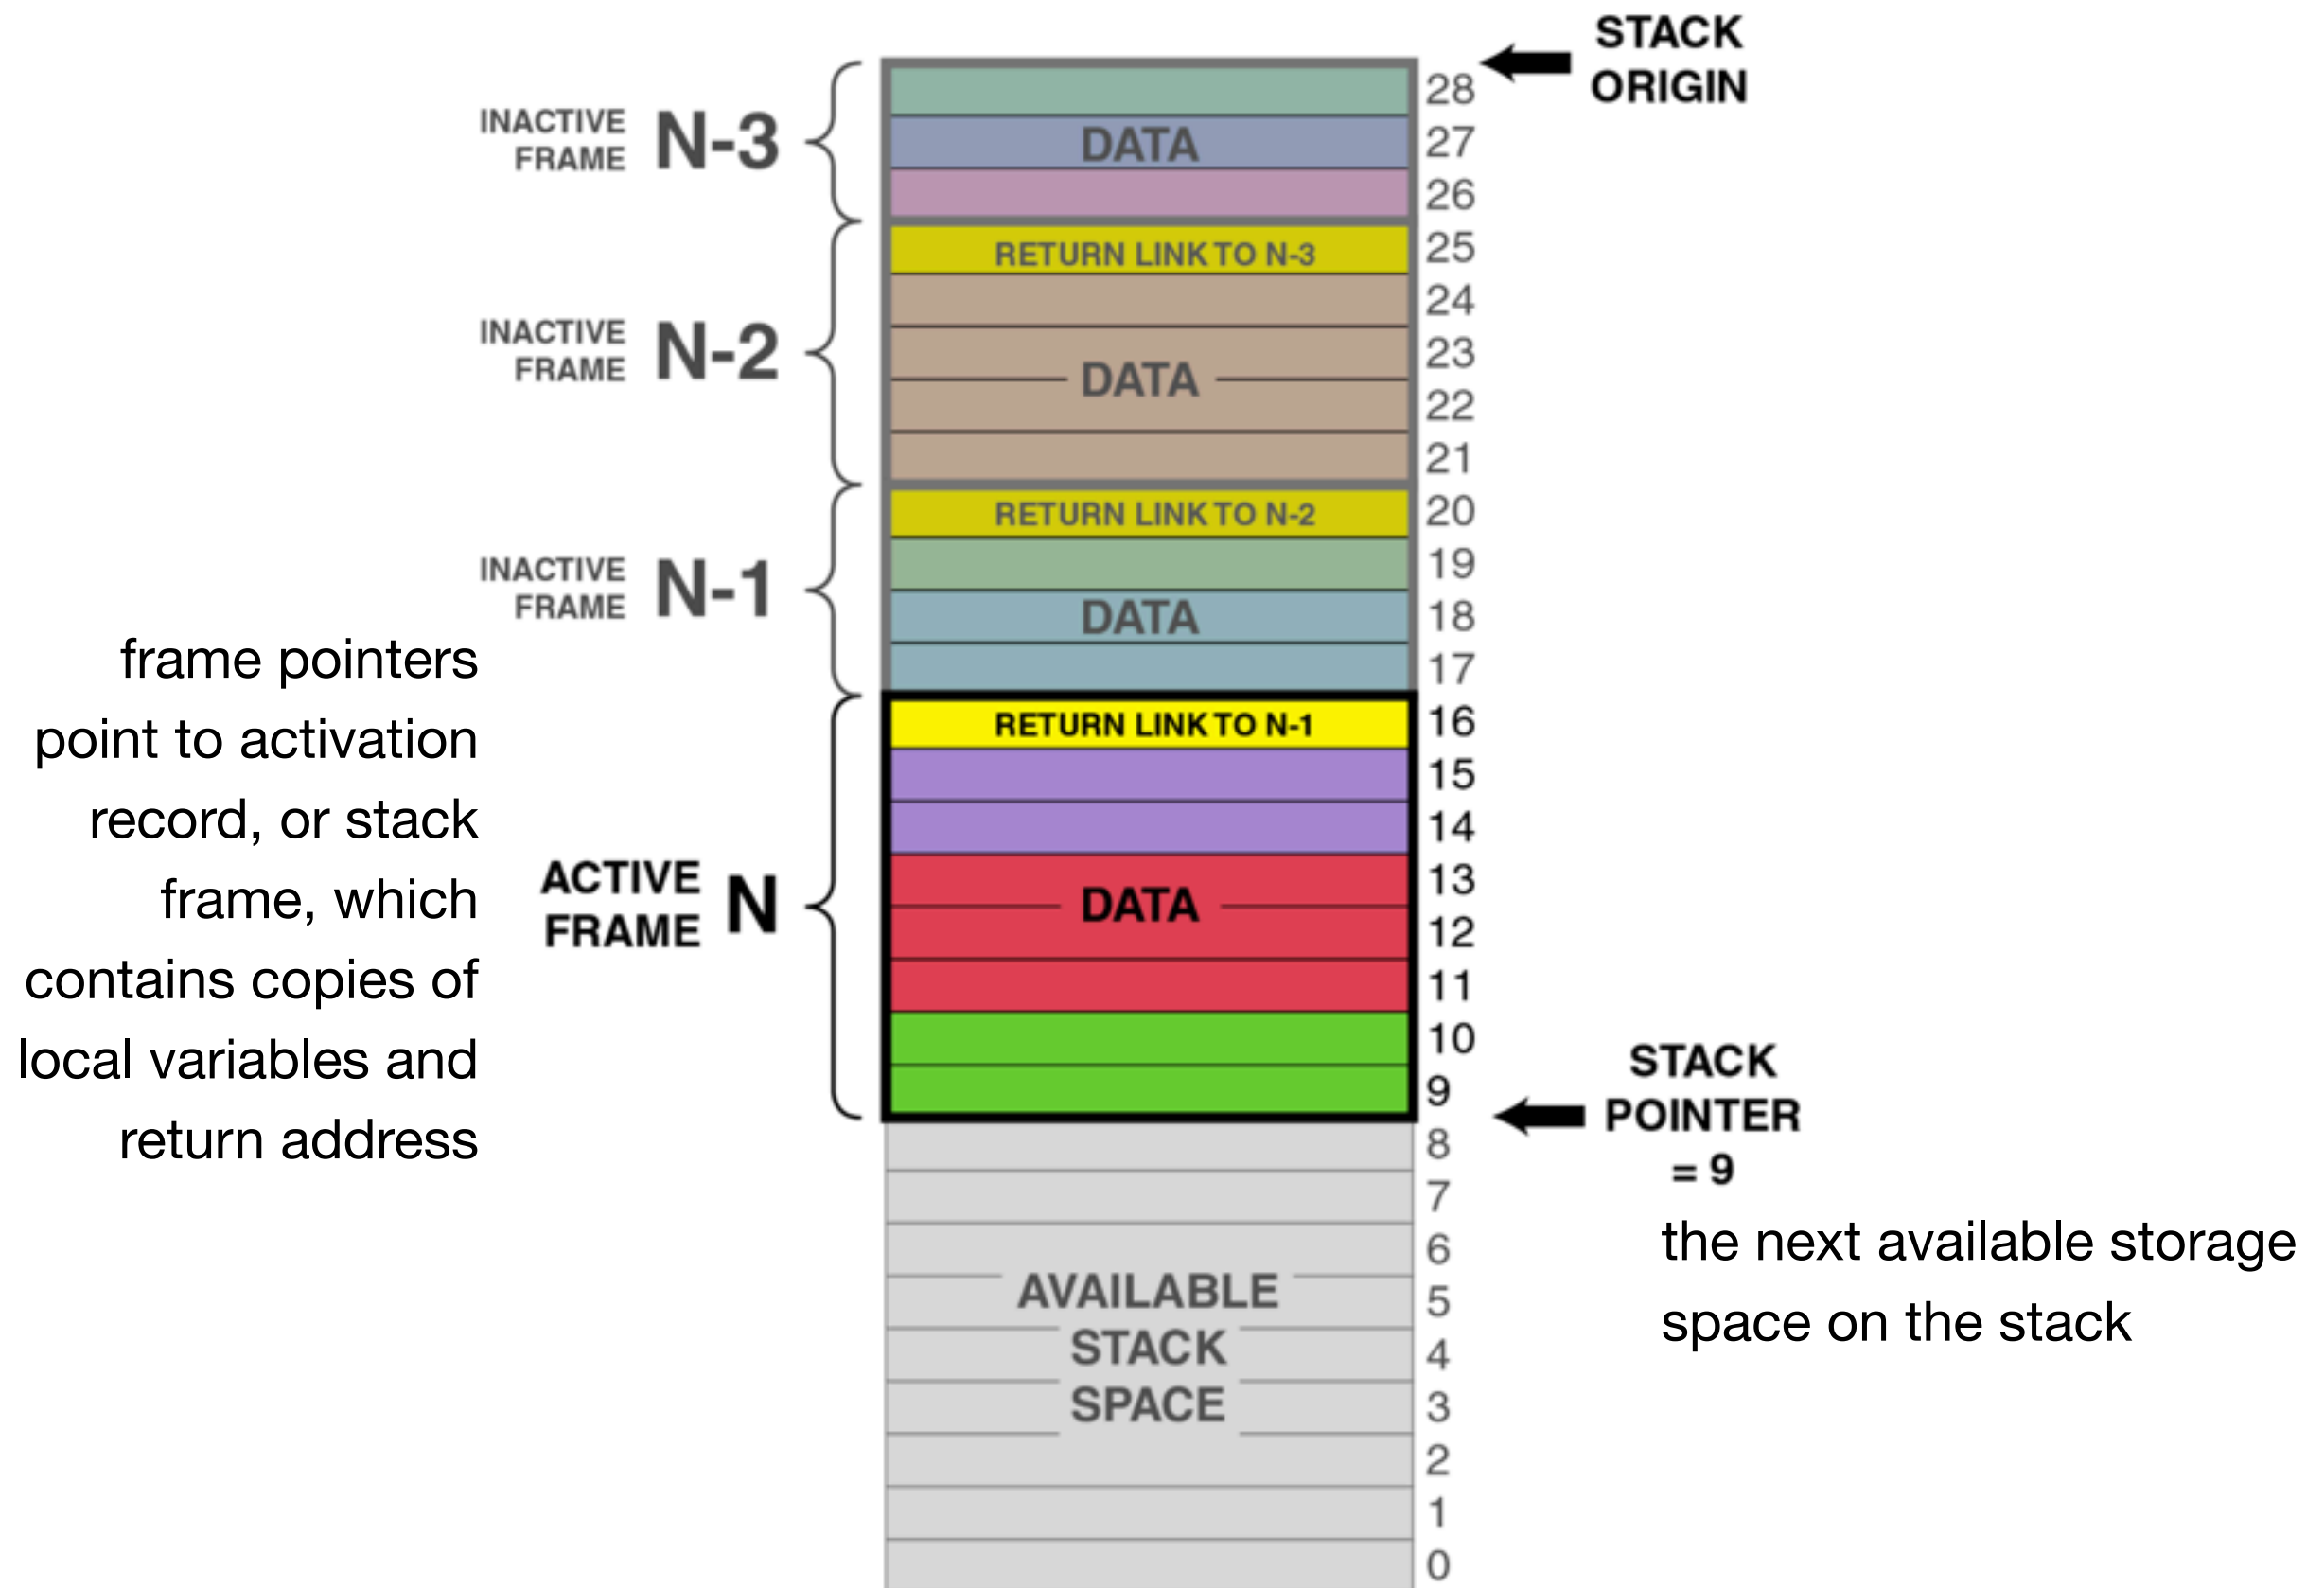 STACK
ORIGIN
INACTIVE
FRAME
N-3
DATA
28
27
26
INACTIVE
FRAME
N-2
RETURN LINK TO N-3
DATA
25
24
23
22
21
INACTIVE
FRAME
N-1
RETURN LINK TO N-2
DATA
20
19
18
17
frame pointers
point to activation
record, or stack
frame, which
contains copies of
local variables and
return address
ACTIVE
FRAME
N
RETURN LINK TO N-1
DATA
16
15
14
13
12
11
10
9
STACK
POINTER
= 9
the next available storage
space on the stack
AVAILABLE
STACK
SPACE
8
7
6
5
4
3
2
1
0